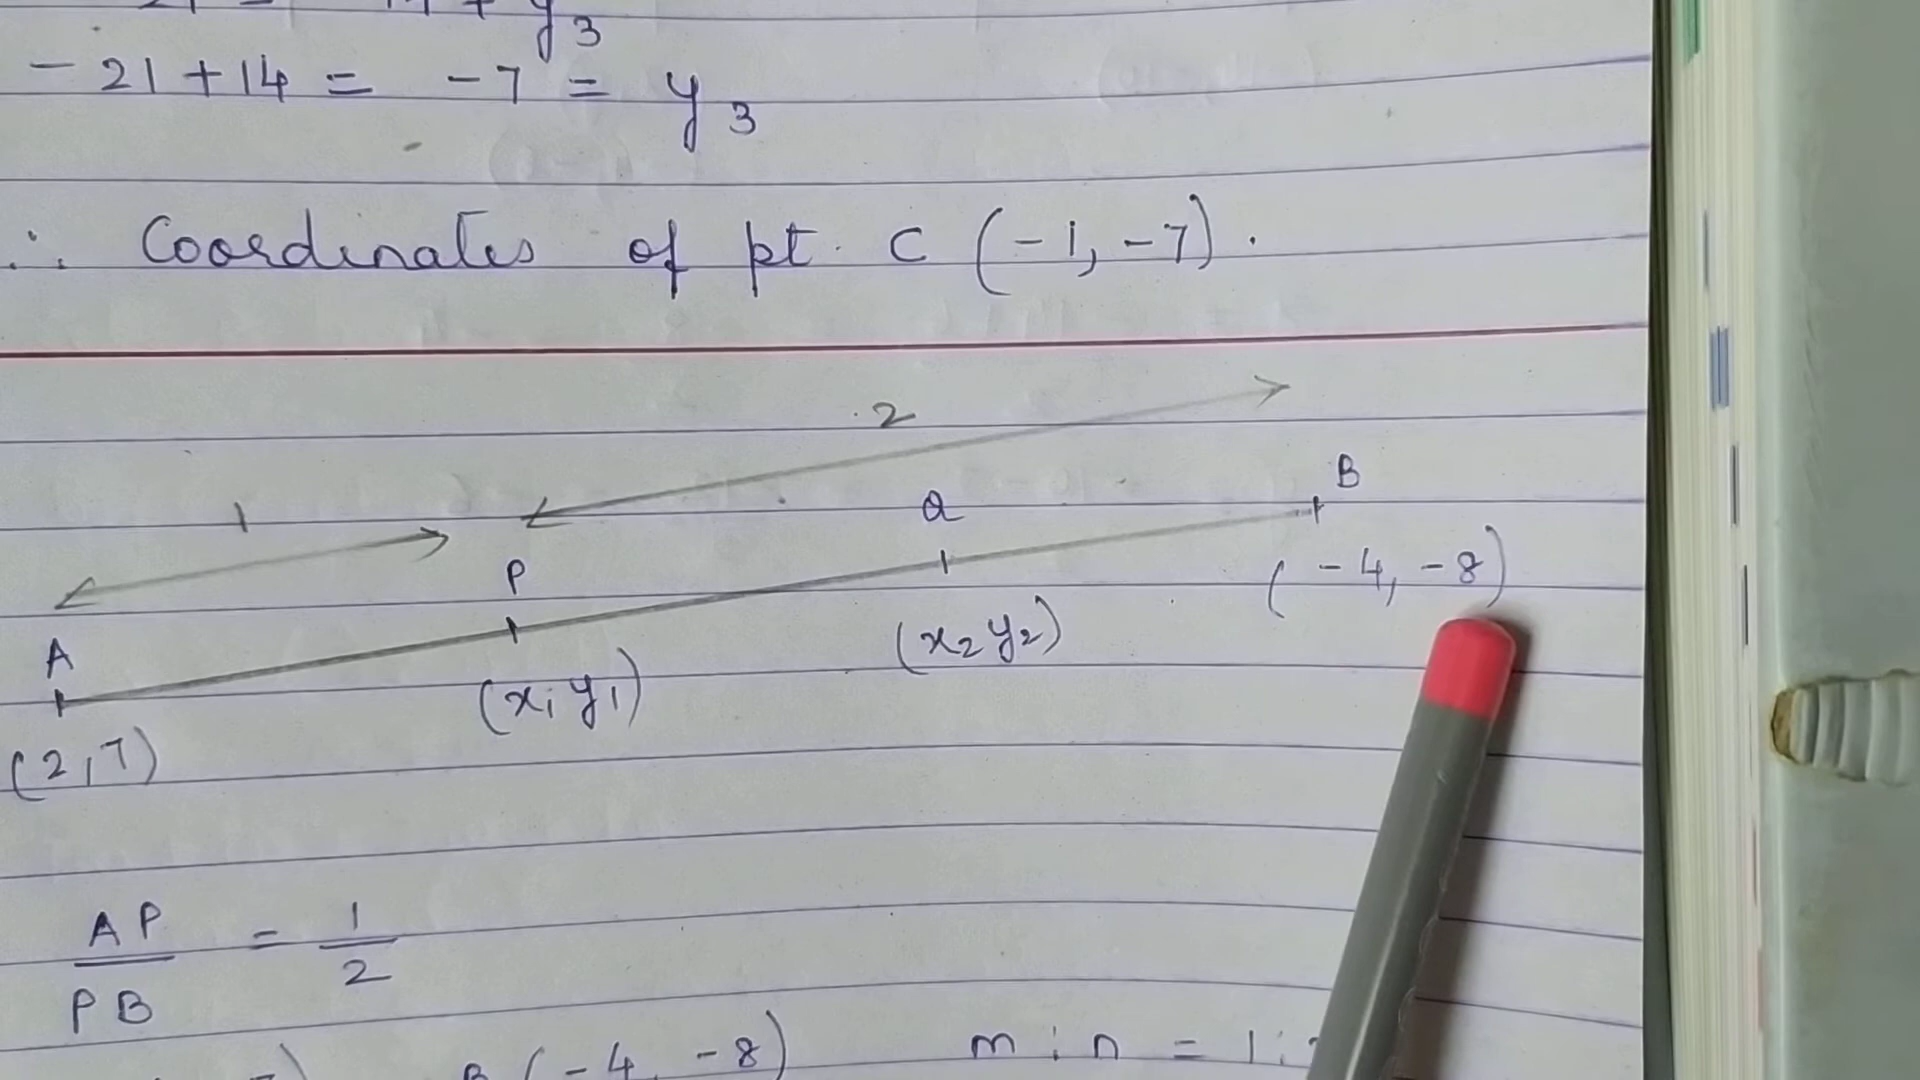 y3
-21 + 14 = -7 = y3
∴ Coordinates of pt. C (-1, -7).
2
1
Q
B
P
(-4, -8)
A
(x2 y2)
(x1 y1)
(2, 7)
AP/PB = 1/2
B (-4, -8) m : n = 1 :